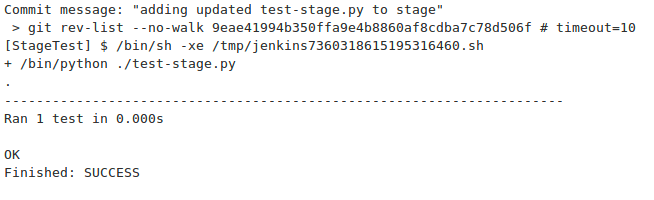 Commit message: "adding updated test-stage.py to stage"
 > git rev-list --no-walk 9eae41994b350ffa9e4b8860af8cdba7c78d506f # timeout=10
[StageTest] $ /bin/sh -xe /tmp/jenkins7360318615195316460.sh
+ /bin/python ./test-stage.py
.
----------------------------------------------------------------------
Ran 1 test in 0.000s

OK
Finished: SUCCESS